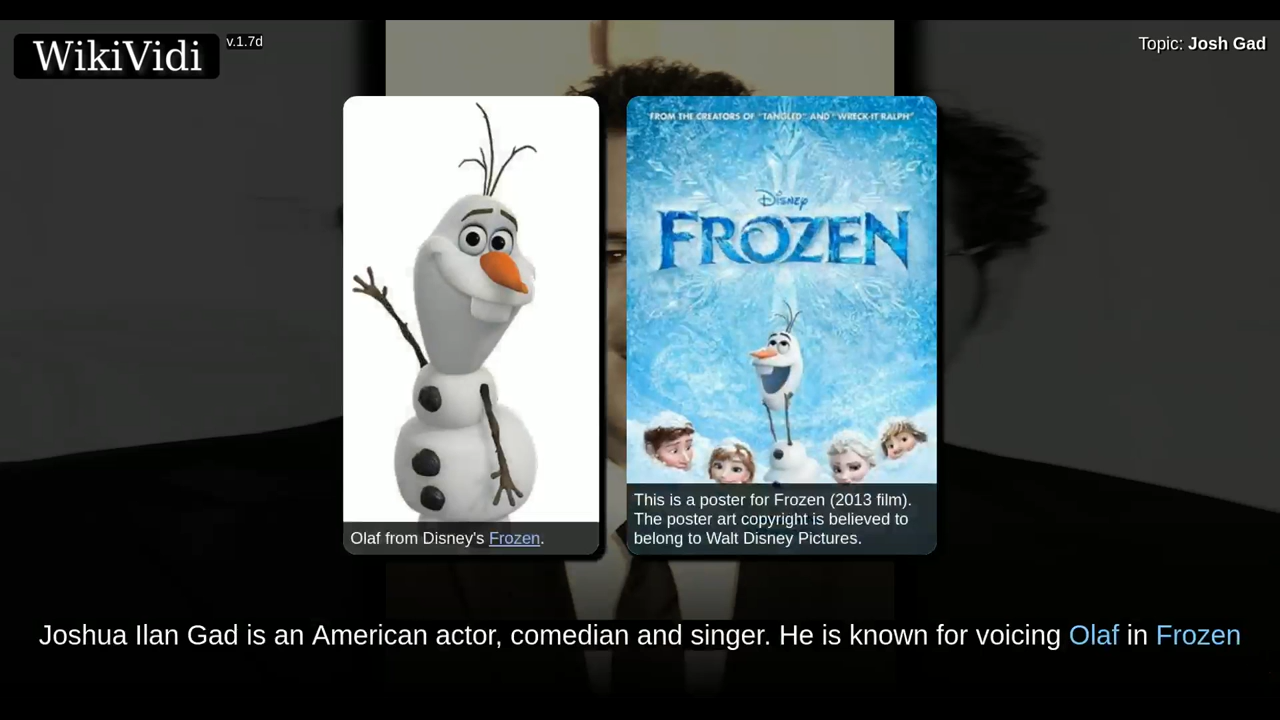 WikiVidi v.1.7d
Topic: Josh Gad
FROM THE CREATORS OF "TANGLED" AND "WRECK-IT RALPH"
DISNEY
FROZEN
Olaf from Disney's Frozen.
This is a poster for Frozen (2013 film).
The poster art copyright is believed to
belong to Walt Disney Pictures.
Joshua Ilan Gad is an American actor, comedian and singer. He is known for voicing Olaf in Frozen